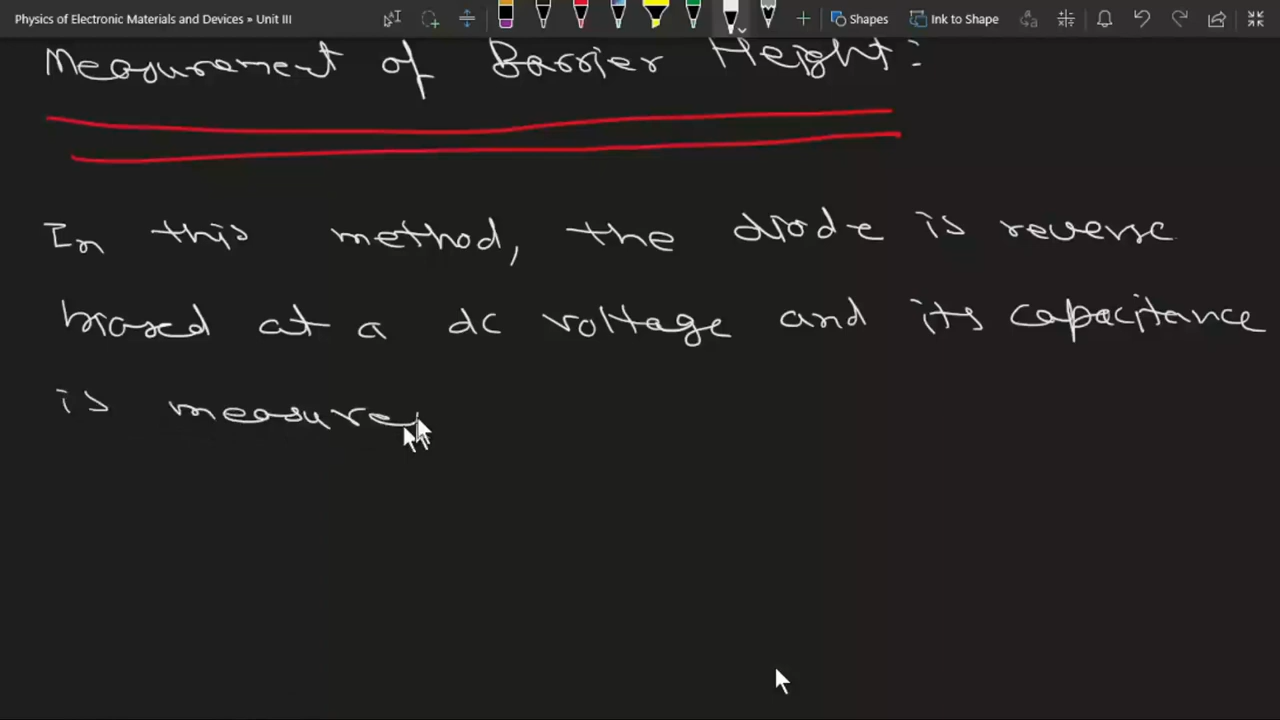 Physics of Electronic Materials and Devices » Unit III
Shapes
Ink to Shape
Measurement of Barrier Height:
In this method, the diode is reverse
biased at a dc voltage and its capacitance
is measure